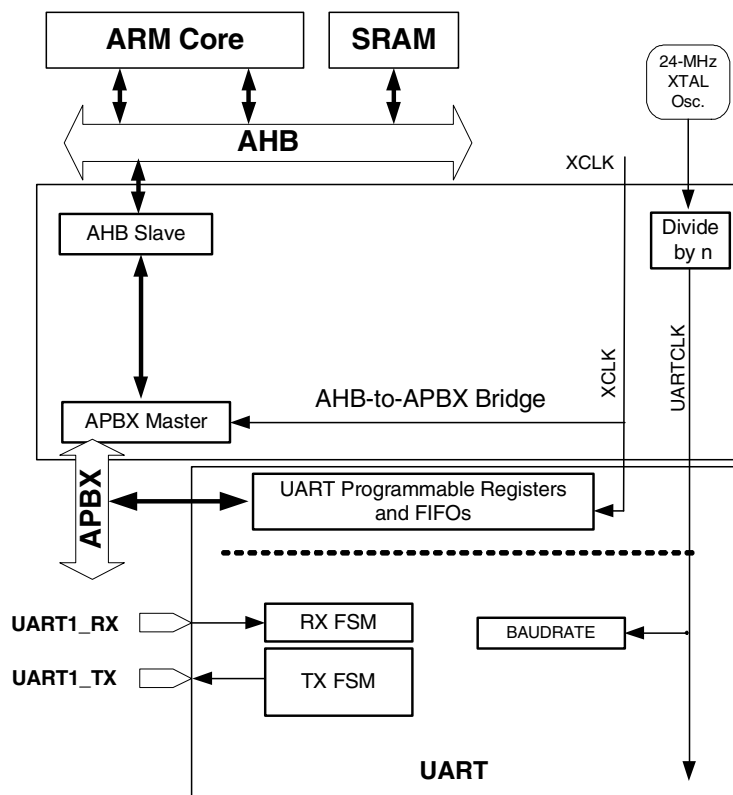 ARM Core
SRAM
24-MHz
XTAL
Osc.
AHB
XCLK
AHB Slave
Divide
by n
XCLK
UARTCLK
AHB-to-APBX Bridge
APBX Master
APBX
UART Programmable Registers
and FIFOs
UART1_RX
RX FSM
BAUDRATE
UART1_TX
TX FSM
UART